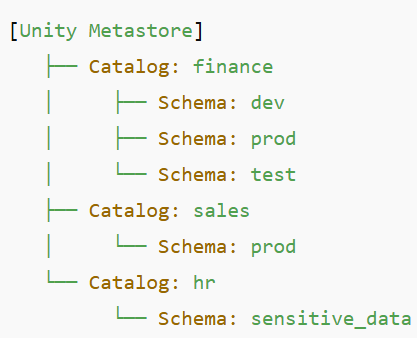 [Unity Metastore]
├── Catalog: finance
│     ├── Schema: dev
│     ├── Schema: prod
│     └── Schema: test
├── Catalog: sales
│     └── Schema: prod
└── Catalog: hr
      └── Schema: sensitive_data